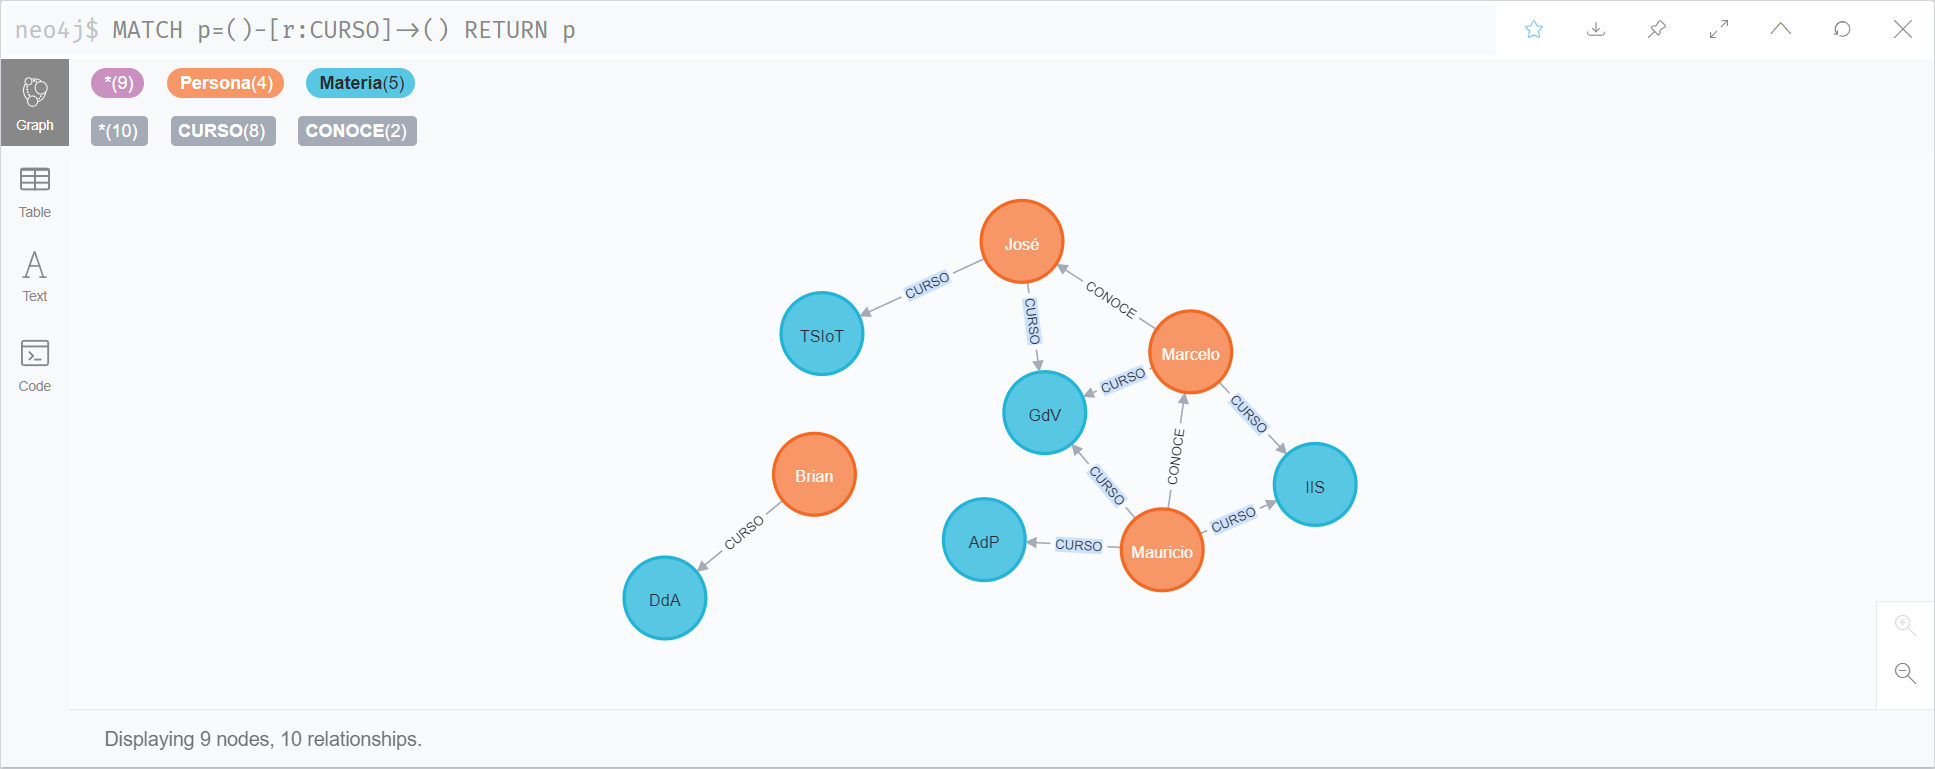 neo4j$ MATCH p=()-[r:CURSO]→() RETURN p
*(9) Persona(4) Materia(5)
*(10) CURSO(8) CONOCE(2)
Graph
Table
Text
Code
José
CURSO
TSIoT
CURSO
CONOCE
Marcelo
CURSO
GdV
CURSO
CONOCE
CURSO
IIS
Brian
CURSO
AdP
CURSO
Mauricio
CURSO
CURSO
DdA
Displaying 9 nodes, 10 relationships.